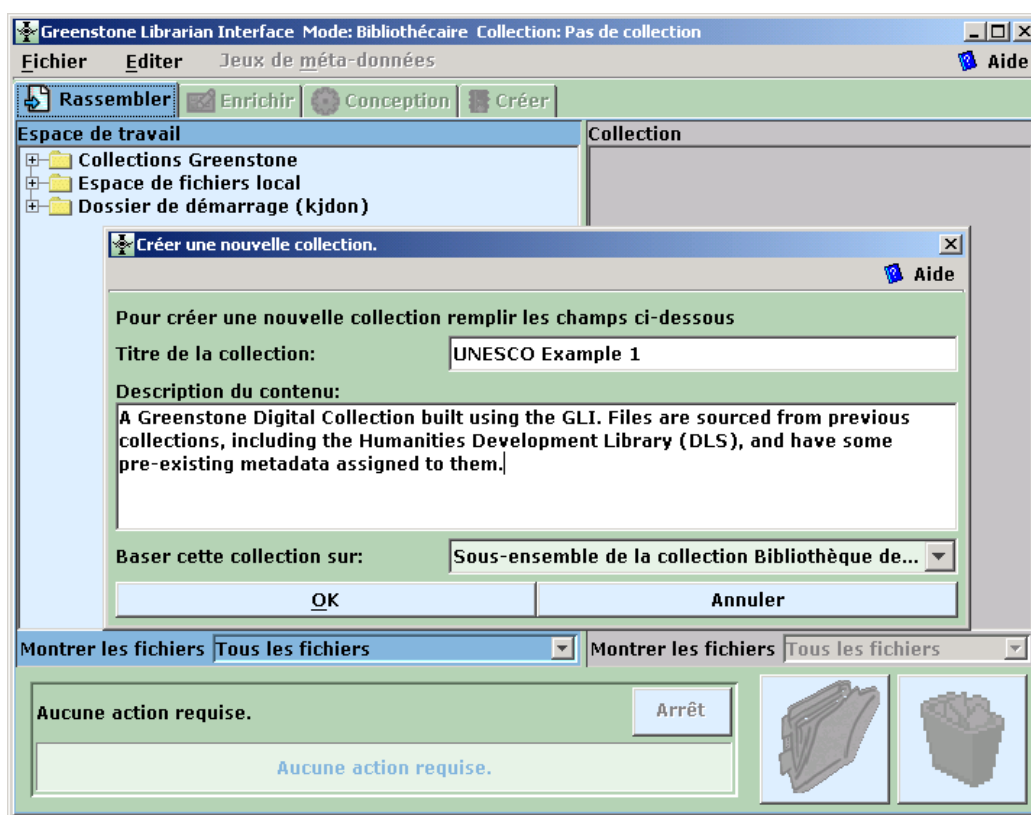 Greenstone Librarian Interface Mode: Bibliothécaire Collection: Pas de collection
Fichier Editer Jeux de méta-données Aide
Rassembler Enrichir Conception Créer
Espace de travail Collection
Collections Greenstone
Espace de fichiers local
Dossier de démarrage (kjdon)
Créer une nouvelle collection.
Aide
Pour créer une nouvelle collection remplir les champs ci-dessous
Titre de la collection: UNESCO Example 1
Description du contenu:
A Greenstone Digital Collection built using the GLI. Files are sourced from previous
collections, including the Humanities Development Library (DLS), and have some
pre-existing metadata assigned to them.
Baser cette collection sur: Sous-ensemble de la collection Bibliothèque de...
OK Annuler
Montrer les fichiers Tous les fichiers Montrer les fichiers Tous les fichiers
Aucune action requise. Arrêt
Aucune action requise.